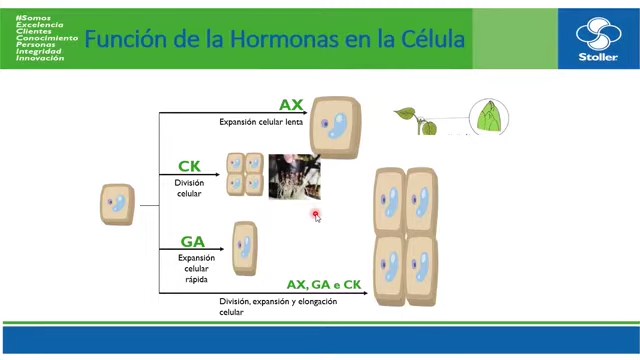 #Somos
Excelencia
Clientes
Conocimiento
Personas
Integridad
Innovación
Función de la Hormonas en la Célula
Stoller
AX
Expansión celular lenta
CK
División
celular
GA
Expansión
celular
rápida
AX, GA e CK
División, expansión y elongación
celular